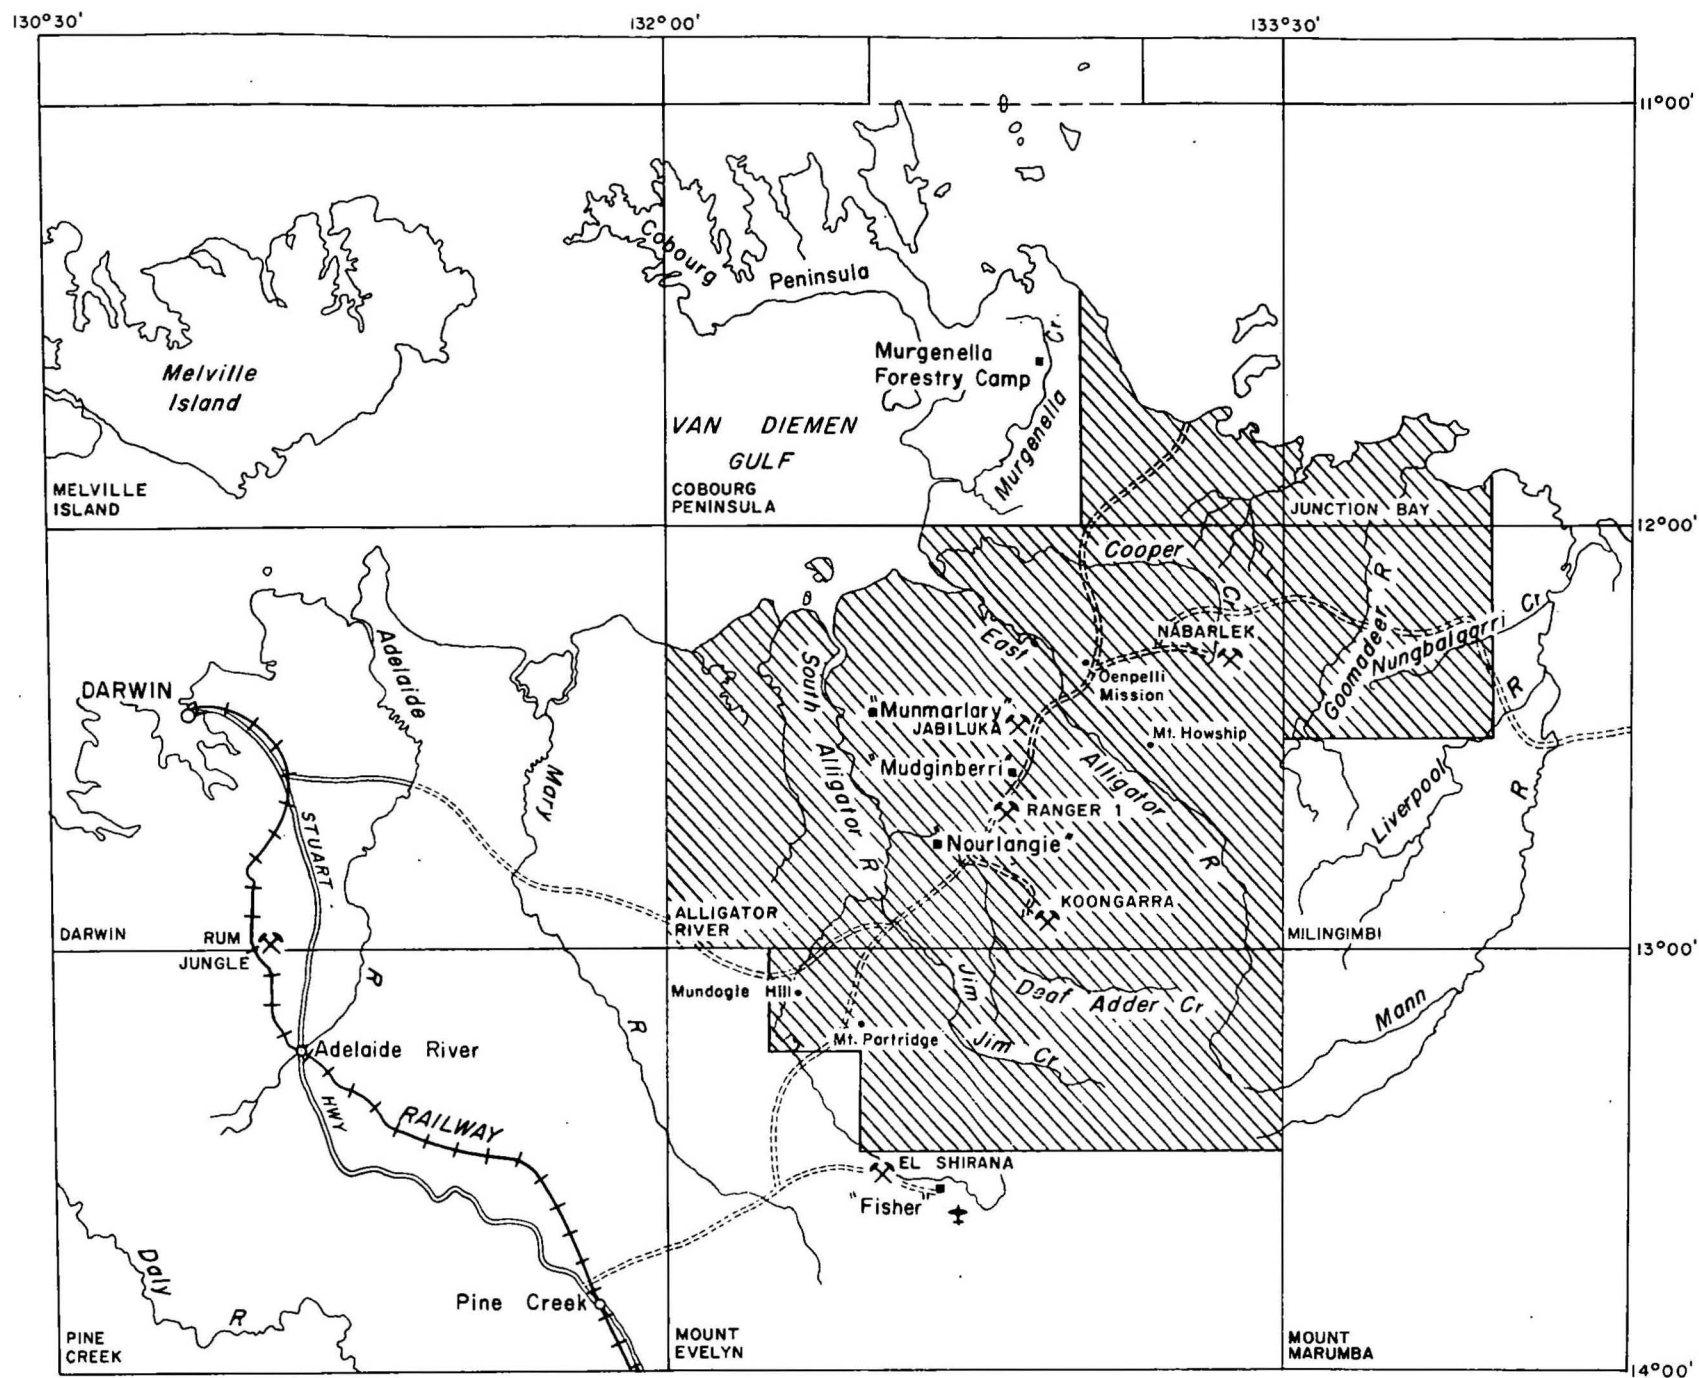 130°30'
132°00'
133°30'
11°00'
Cobourg
Peninsula
Melville
Island
Murgenella
Forestry Camp
Murgenella Cr.
VAN DIEMEN
GULF
MELVILLE
ISLAND
COBOURG
PENINSULA
JUNCTION BAY
12°00'
Cooper
Cr
Adelaide
East
NABARLEK
Goomadeer R
Nungbalgarri Cr
DARWIN
South
Oenpelli
Mission
"Munmarlary"
JABILUKA
Mt. Howship
R
Mary
Alligator
"Mudginberri"
Alligator
Liverpool
R
STUART
RANGER 1
"Nourlangie"
R
R
KOONGARRA
ALLIGATOR
RIVER
DARWIN
RUM
JUNGLE
MILINGIMBI
13°00'
R
Mundogie Hill
Jim
Deaf Adder Cr
R
Mt. Partridge
Jim Cr
Mann
Adelaide River
HWY
RAILWAY
EL SHIRANA
"Fisher"
Daly
R
Pine Creek
PINE
CREEK
MOUNT
EVELYN
MOUNT
MARUMBA
14°00'